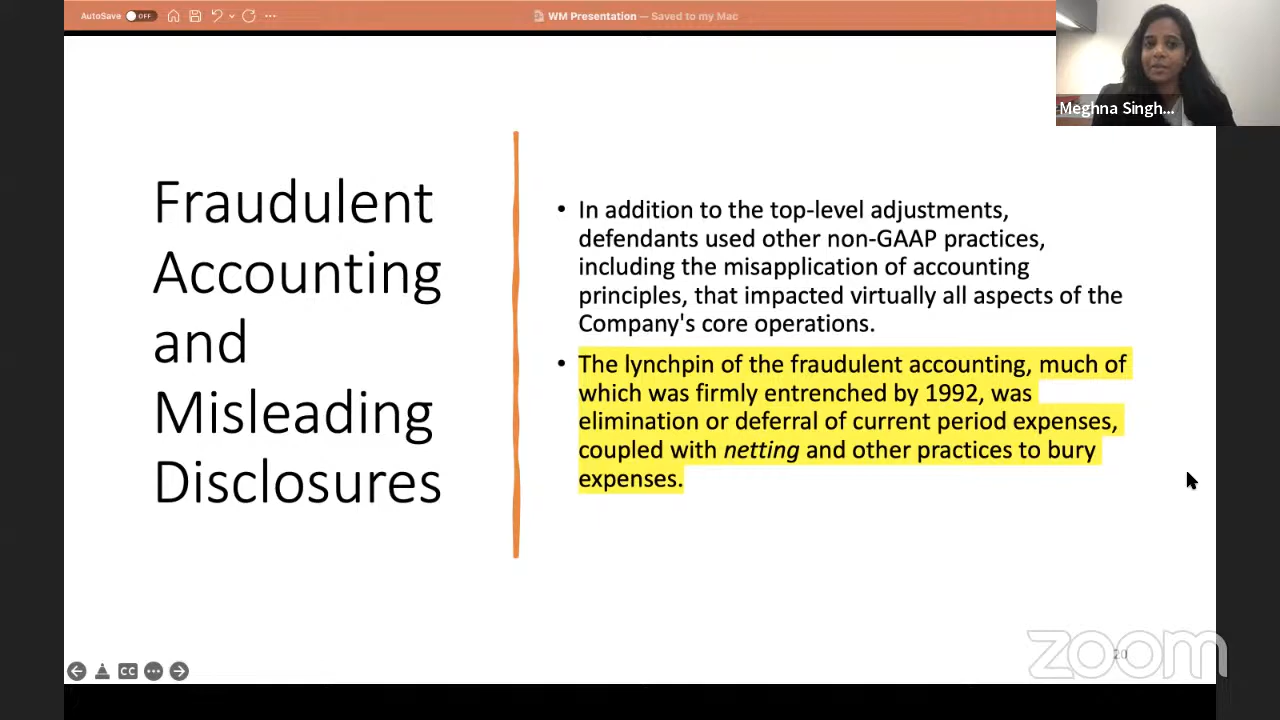 AutoSave OFF
WM Presentation — Saved to my Mac
Meghna Singh...
Fraudulent
Accounting
and
Misleading
Disclosures
• In addition to the top-level adjustments,
defendants used other non-GAAP practices,
including the misapplication of accounting
principles, that impacted virtually all aspects of the
Company's core operations.
• The lynchpin of the fraudulent accounting, much of
which was firmly entrenched by 1992, was
elimination or deferral of current period expenses,
coupled with netting and other practices to bury
expenses.
CC
20
zoom